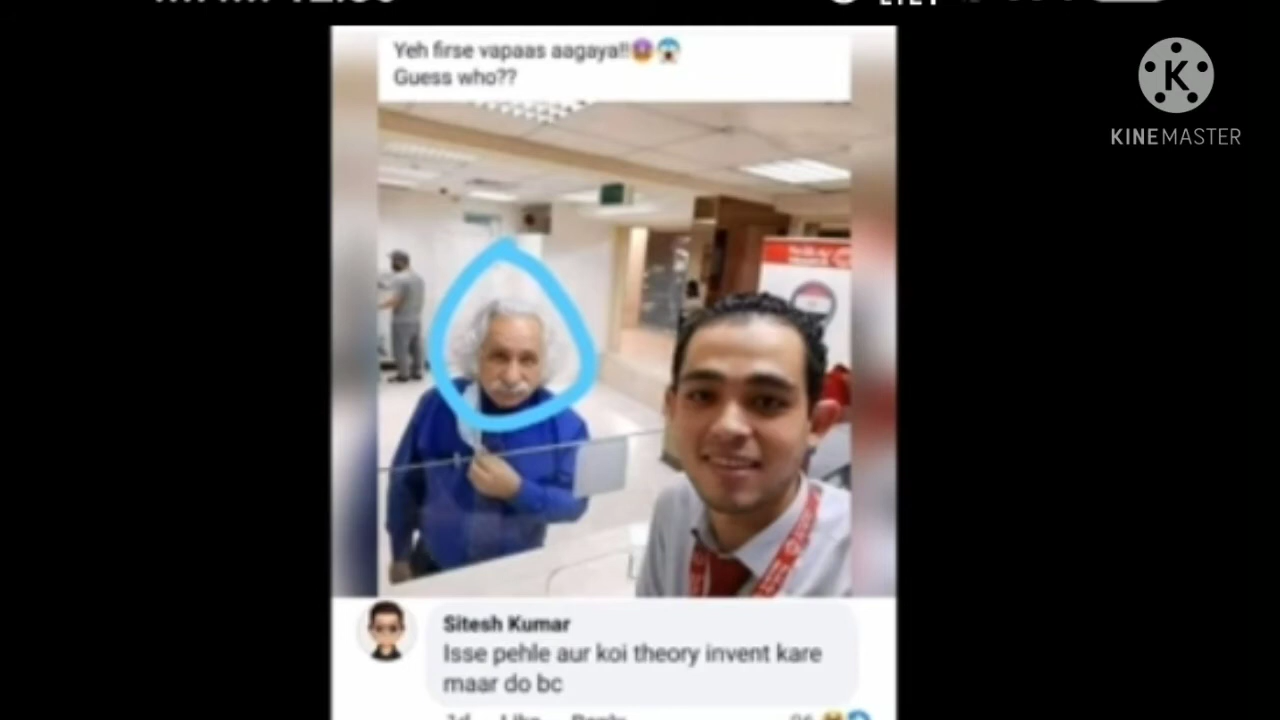 Yeh firse vapaas aagaya!!😈😱
Guess who??
KINEMASTER
Sitesh Kumar
Isse pehle aur koi theory invent kare
maar do bc